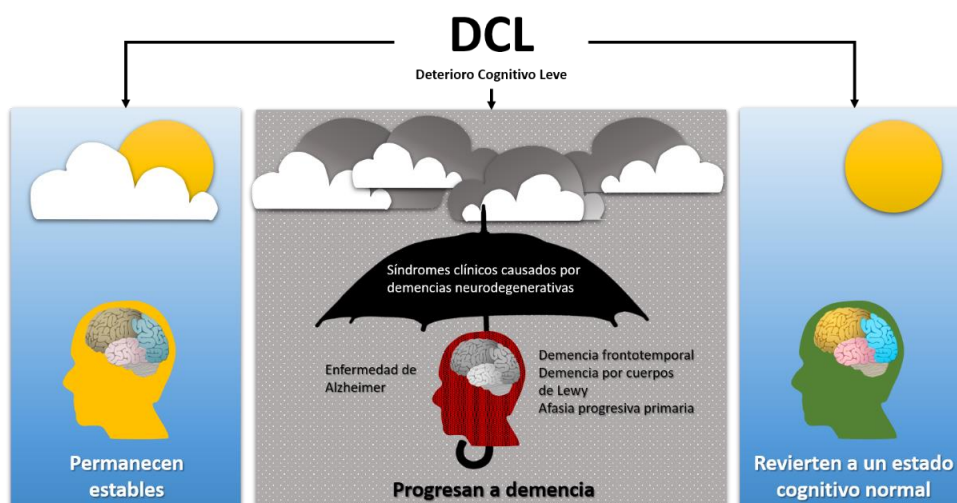 DCL
Deterioro Cognitivo Leve
Permanecen
estables
Síndromes clínicos causados por
demencias neurodegenerativas
Enfermedad de
Alzheimer
Demencia frontotemporal
Demencia por cuerpos
de Lewy
Afasia progresiva primaria
Progresan a demencia
Revierten a un estado
cognitivo normal